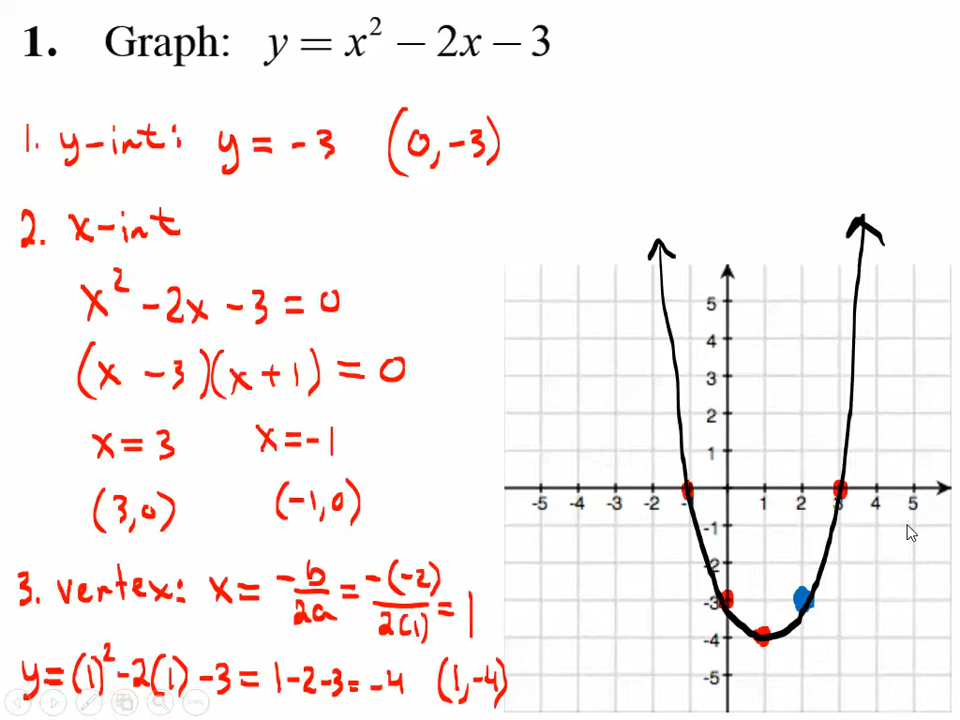 1. Graph: y = x² − 2x − 3
1. y-int: y = -3 (0, -3)
2. x-int
x² - 2x - 3 = 0
(x - 3)(x + 1) = 0
x = 3 x = -1
(3, 0) (-1, 0)
3. vertex: x = -b/2a = -(-2)/2(1) = 1
y = (1)² - 2(1) - 3 = 1 - 2 - 3 = -4 (1, -4)
5
4
3
2
1
-5 -4 -3 -2 1 2 3 4 5
-1
-2
-3
-4
-5